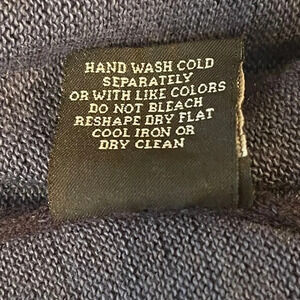 HAND WASH COLD
SEPARATELY
OR WITH LIKE COLORS
DO NOT BLEACH
RESHAPE DRY FLAT
COOL IRON OR
DRY CLEAN